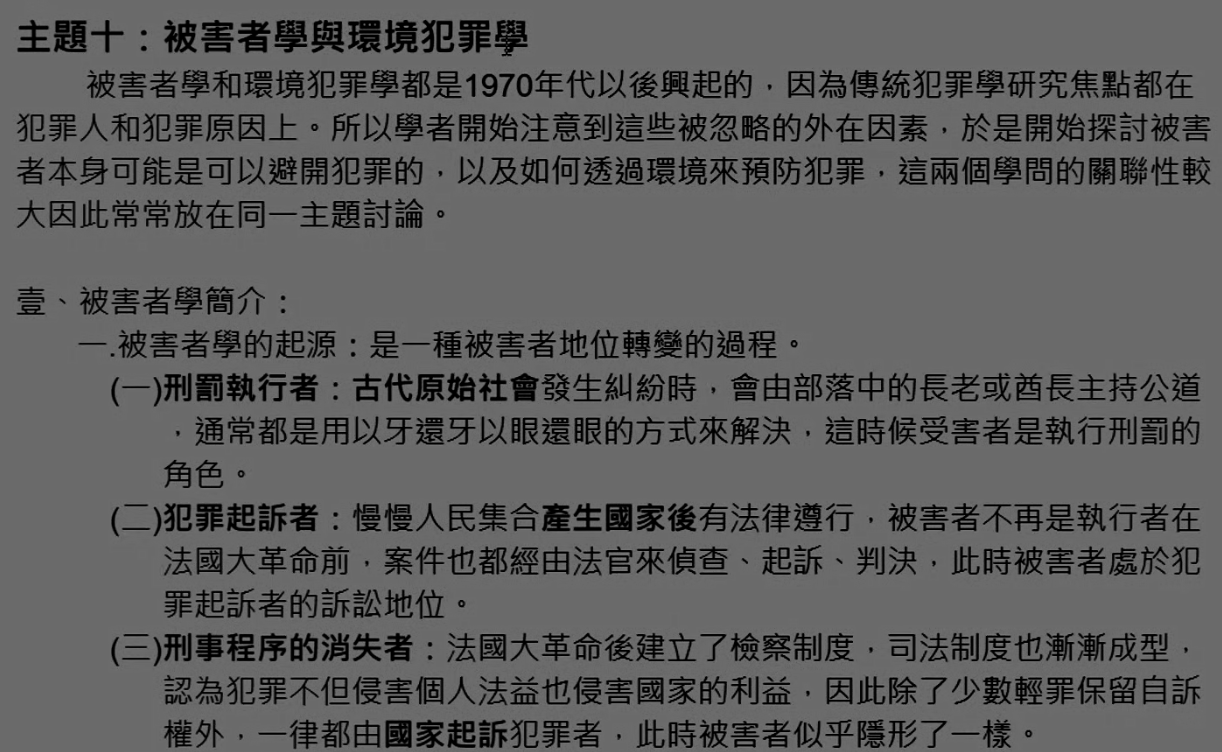 主題十：被害者學與環境犯罪學
被害者學和環境犯罪學都是1970年代以後興起的，因為傳統犯罪學研究焦點都在
犯罪人和犯罪原因上。所以學者開始注意到這些被忽略的外在因素，於是開始探討被害
者本身可能是可以避開犯罪的，以及如何透過環境來預防犯罪，這兩個學問的關聯性較
大因此常常放在同一主題討論。
壹、被害者學簡介：
一.被害者學的起源：是一種被害者地位轉變的過程。
(一)刑罰執行者：古代原始社會發生糾紛時，會由部落中的長老或酋長主持公道
，通常都是用以牙還牙以眼還眼的方式來解決，這時候受害者是執行刑罰的
角色。
(二)犯罪起訴者：慢慢人民集合產生國家後有法律遵行，被害者不再是執行者在
法國大革命前，案件也都經由法官來偵查、起訴、判決，此時被害者處於犯
罪起訴者的訴訟地位。
(三)刑事程序的消失者：法國大革命後建立了檢察制度，司法制度也漸漸成型，
認為犯罪不但侵害個人法益也侵害國家的利益，因此除了少數輕罪保留自訴
權外，一律都由國家起訴犯罪者，此時被害者似乎隱形了一樣。